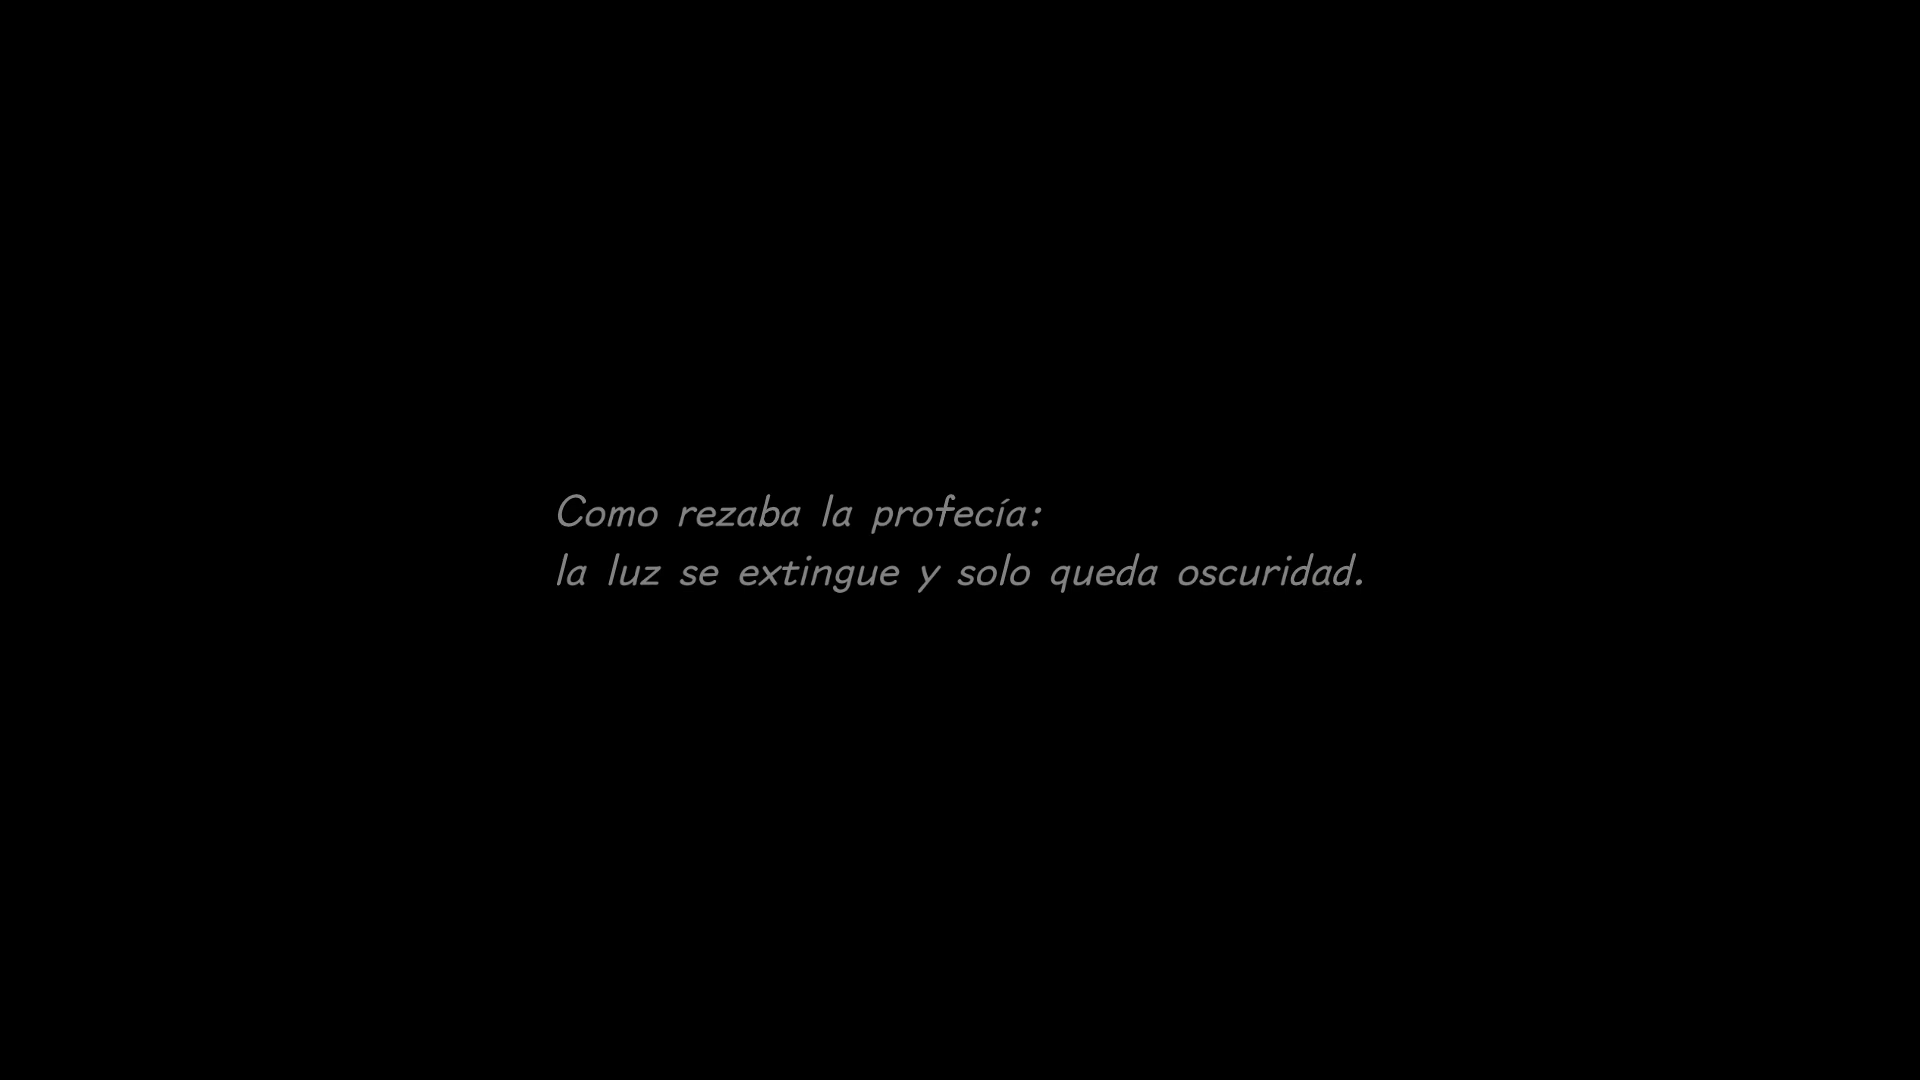 Como rezaba la profecía:
la luz se extingue y solo queda oscuridad.